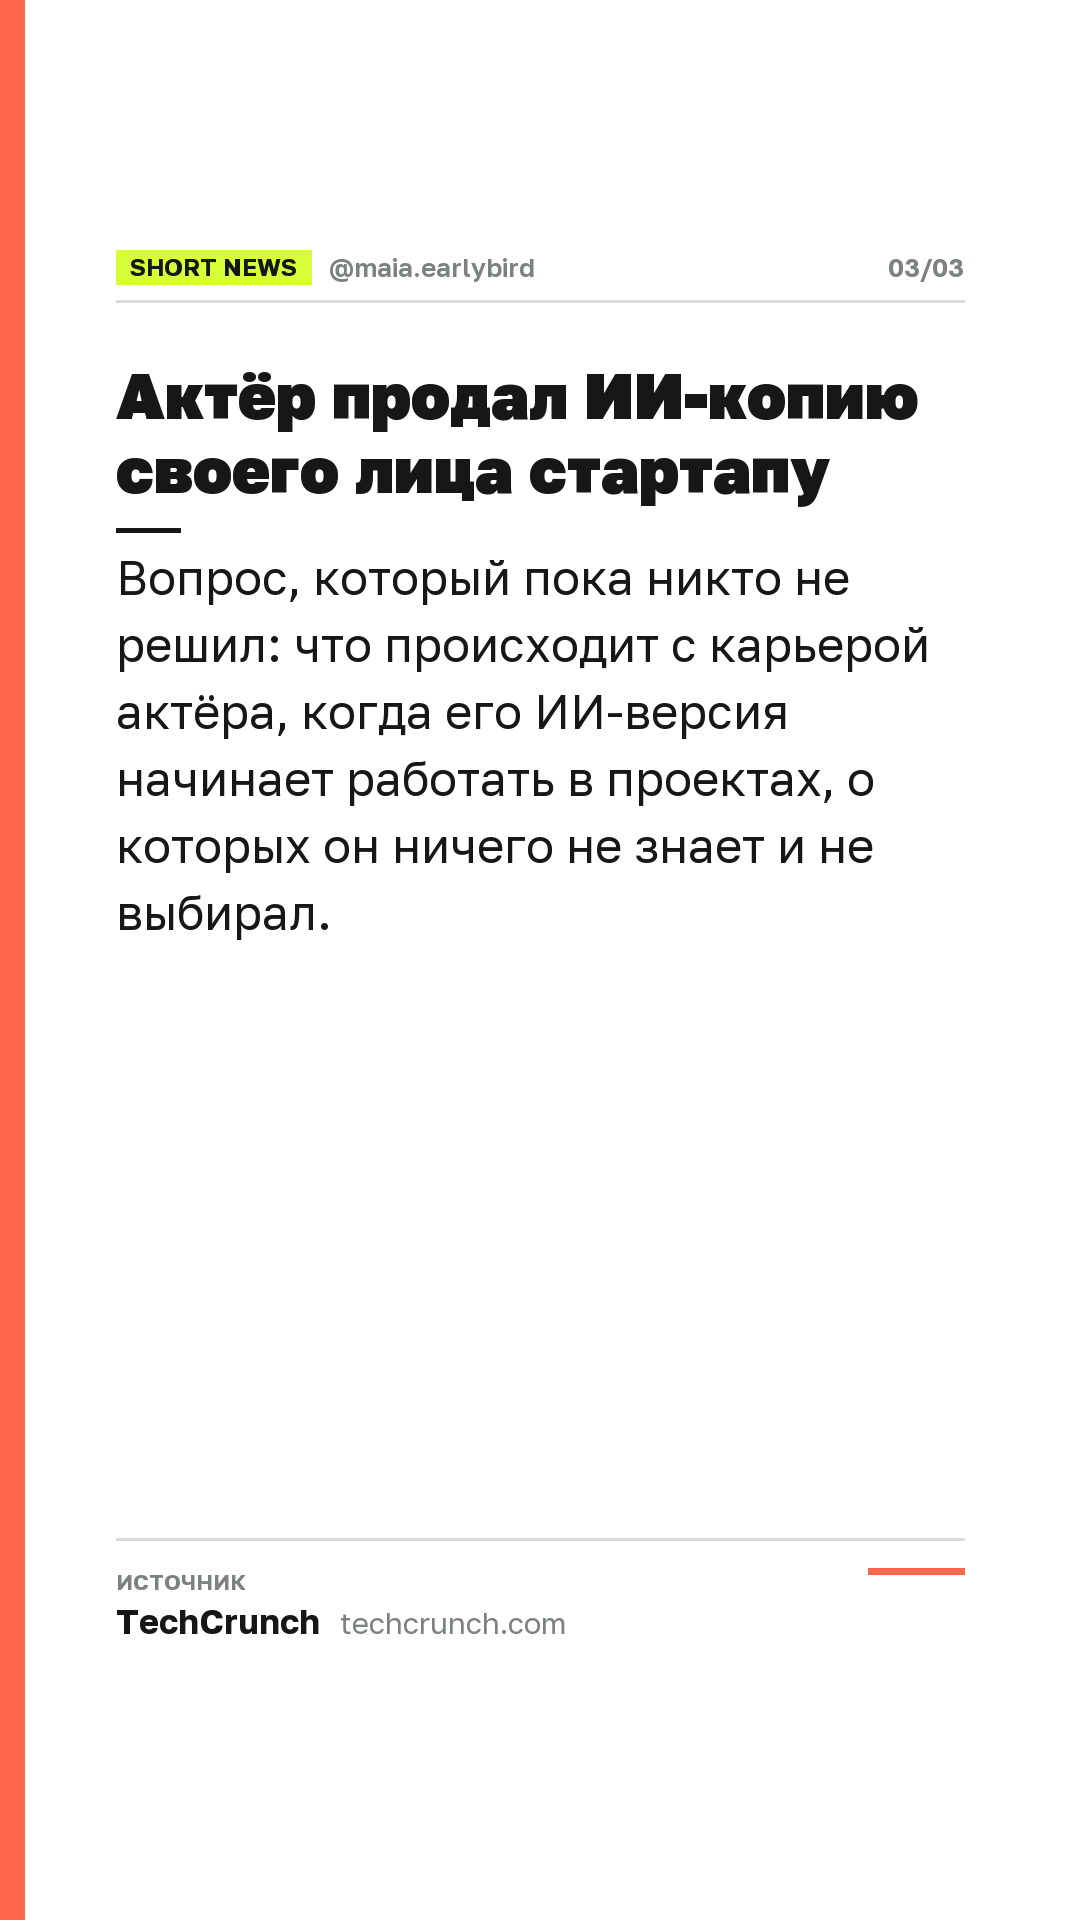 SHORT NEWS @maia.earlybird 03/03
Актёр продал ИИ-копию
своего лица стартапу
Вопрос, который пока никто не
решил: что происходит с карьерой
актёра, когда его ИИ-версия
начинает работать в проектах, о
которых он ничего не знает и не
выбирал.
источник
TechCrunch techcrunch.com